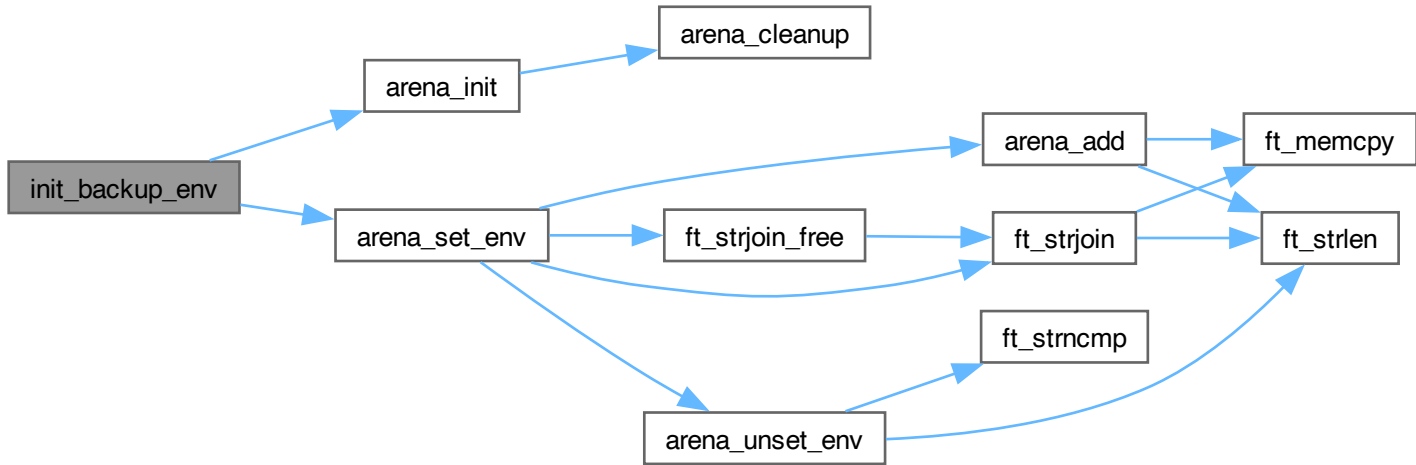 arena_cleanup
arena_init
arena_add
ft_memcpy
init_backup_env
arena_set_env
ft_strjoin_free
ft_strjoin
ft_strlen
ft_strncmp
arena_unset_env